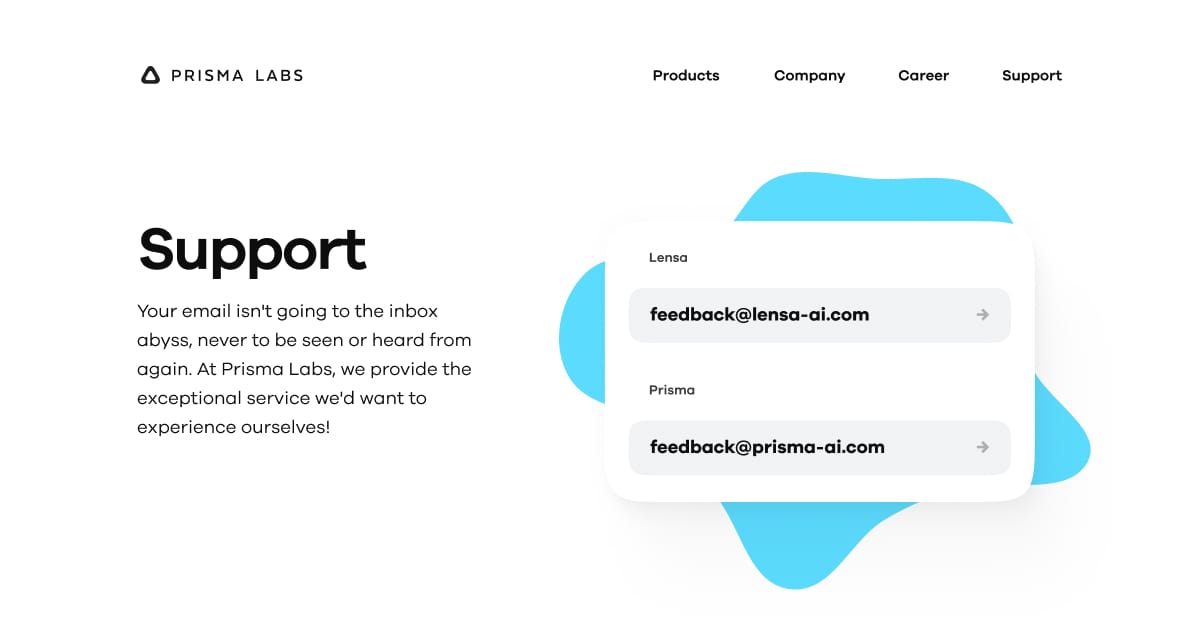 PRISMA LABS
Products
Company
Career
Support
Support
Your email isn't going to the inbox
abyss, never to be seen or heard from
again. At Prisma Labs, we provide the
exceptional service we'd want to
experience ourselves!
Lensa
feedback@lensa-ai.com
Prisma
feedback@prisma-ai.com